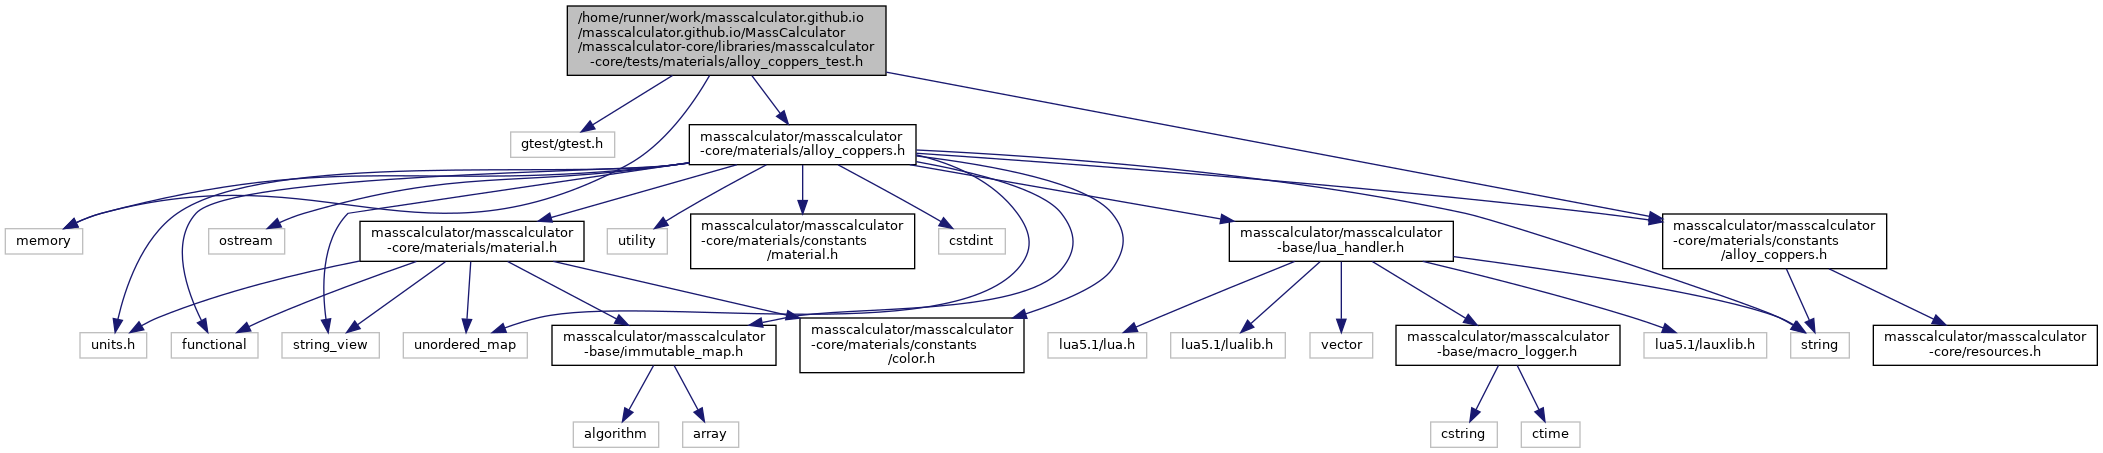 /home/runner/work/masscalculator.github.io
/masscalculator.github.io/MassCalculator
/masscalculator-core/libraries/masscalculator
-core/tests/materials/alloy_coppers_test.h
gtest/gtest.h
masscalculator/masscalculator
-core/materials/alloy_coppers.h
memory
ostream
masscalculator/masscalculator
-core/materials/material.h
utility
masscalculator/masscalculator
-core/materials/constants
/material.h
cstdint
masscalculator/masscalculator
-base/lua_handler.h
masscalculator/masscalculator
-core/materials/constants
/alloy_coppers.h
units.h
functional
string_view
unordered_map
masscalculator/masscalculator
-base/immutable_map.h
masscalculator/masscalculator
-core/materials/constants
/color.h
lua5.1/lua.h
lua5.1/lualib.h
vector
masscalculator/masscalculator
-base/macro_logger.h
lua5.1/lauxlib.h
string
masscalculator/masscalculator
-core/resources.h
algorithm
array
cstring
ctime